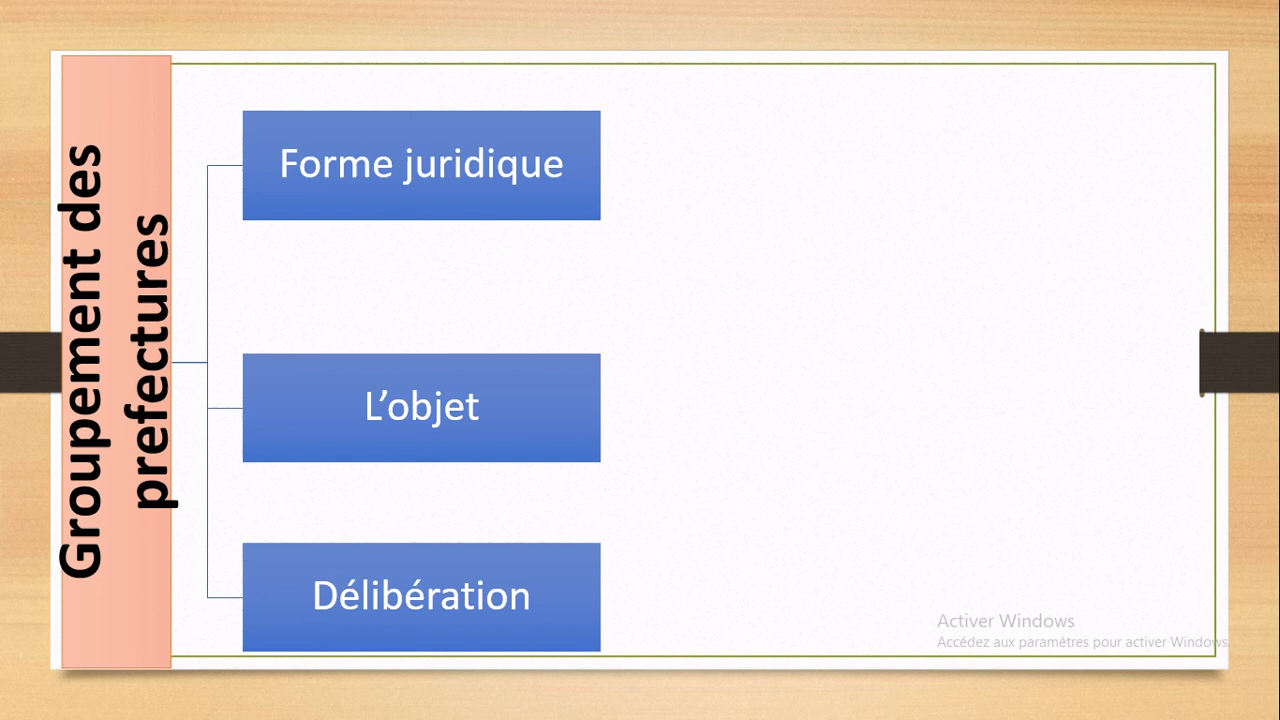 Groupement des
prefectures
Forme juridique
L’objet
Délibération
Activer Windows
Accédez aux paramètres pour activer Windows.